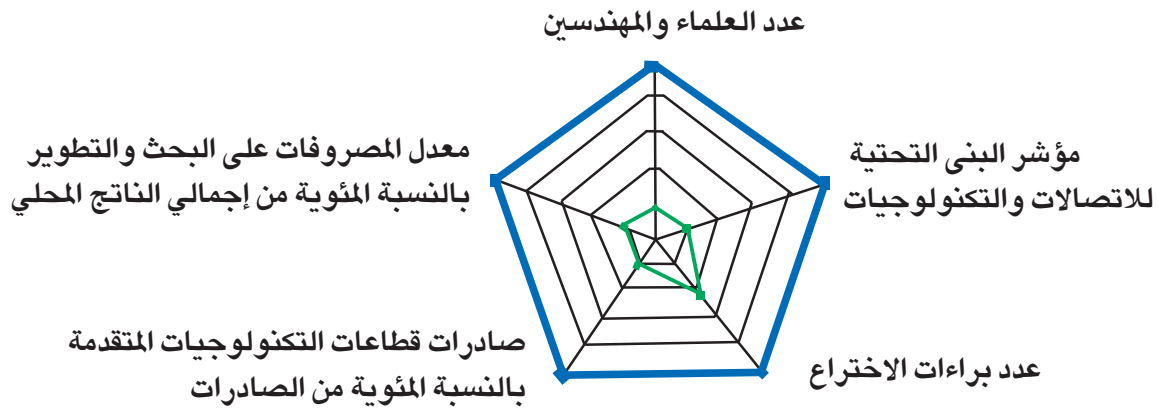 عدد العلماء والمهندسين
مؤشر البنى التحتية
للاتصالات والتكنولوجيات
معدل المصروفات على البحث والتطوير
بالنسبة المئوية من إجمالي الناتج المحلي
صادرات قطاعات التكنولوجيات المتقدمة
بالنسبة المئوية من الصادرات
عدد براءات الاختراع